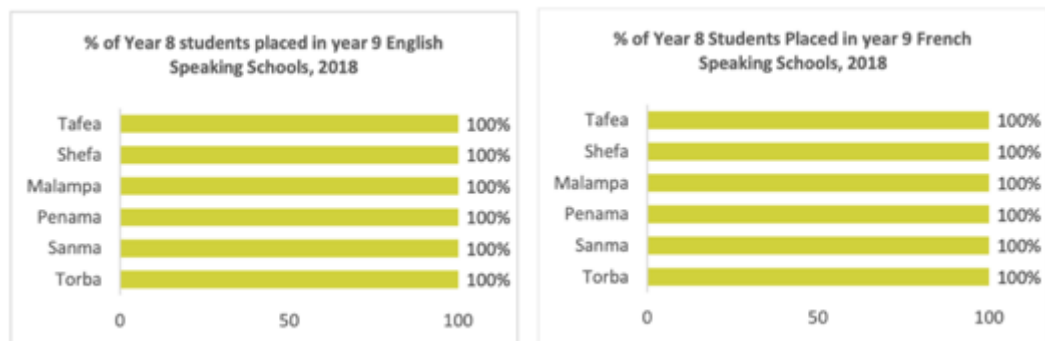 % of Year 8 students placed in year 9 English
Speaking Schools, 2018
Tafea 100%
Shefa 100%
Malampa 100%
Penama 100%
Sanma 100%
Torba 100%
0 50 100
% of Year 8 Students Placed in year 9 French
Speaking Schools, 2018
Tafea 100%
Shefa 100%
Malampa 100%
Penama 100%
Sanma 100%
Torba 100%
0 50 100